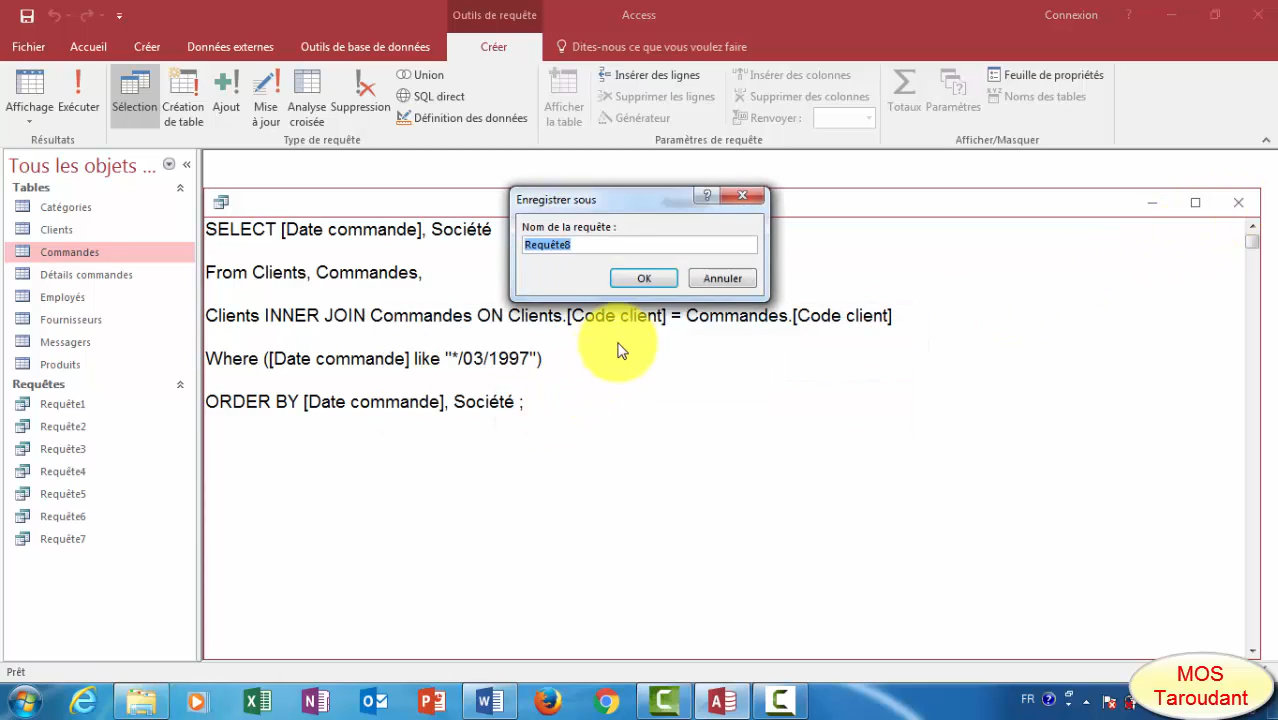 Outils de requête
Access
Connexion
?
Fichier
Accueil
Créer
Données externes
Outils de base de données
Créer
Dites-nous ce que vous voulez faire
Affichage
Exécuter
Résultats
Sélection
Création de table
Ajout
Mise à jour
Analyse croisée
Suppression
Union
SQL direct
Définition des données
Type de requête
Afficher la table
Insérer des lignes
Supprimer les lignes
Générateur
Insérer des colonnes
Supprimer des colonnes
Renvoyer :
Paramètres de requête
Totaux
Paramètres
Feuille de propriétés
Noms des tables
Afficher/Masquer
Tous les objets ...
Tables
Catégories
Clients
Commandes
Détails commandes
Employés
Fournisseurs
Messagers
Produits
Requêtes
Requête1
Requête2
Requête3
Requête4
Requête5
Requête6
Requête7
SELECT [Date commande], Société
From Clients, Commandes,
Clients INNER JOIN Commandes ON Clients.[Code client] = Commandes.[Code client]
Where ([Date commande] like "*/03/1997")
ORDER BY [Date commande], Société ;
Enregistrer sous
Nom de la requête :
Requête8
OK
Annuler
Prêt
FR
MOS
Taroudant